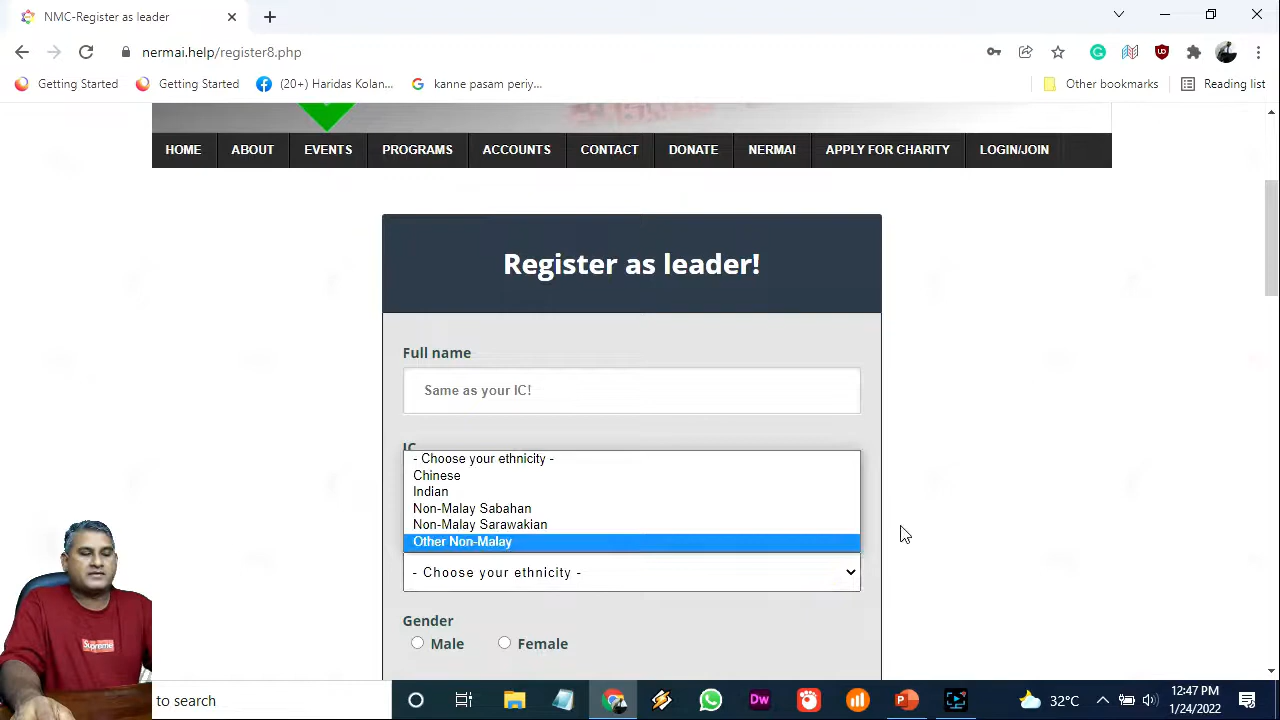 NMC-Register as leader
nermai.help/register8.php
Getting Started
Getting Started
(20+) Haridas Kolan...
kanne pasam periy...
Other bookmarks
Reading list
HOME
ABOUT
EVENTS
PROGRAMS
ACCOUNTS
CONTACT
DONATE
NERMAI
APPLY FOR CHARITY
LOGIN/JOIN
Register as leader!
Full name
Same as your IC!
IC
- Choose your ethnicity -
Chinese
Indian
Non-Malay Sabahan
Non-Malay Sarawakian
Other Non-Malay
- Choose your ethnicity -
Gender
Male
Female
Supreme
to search
Dw
32°C
12:47 PM
1/24/2022